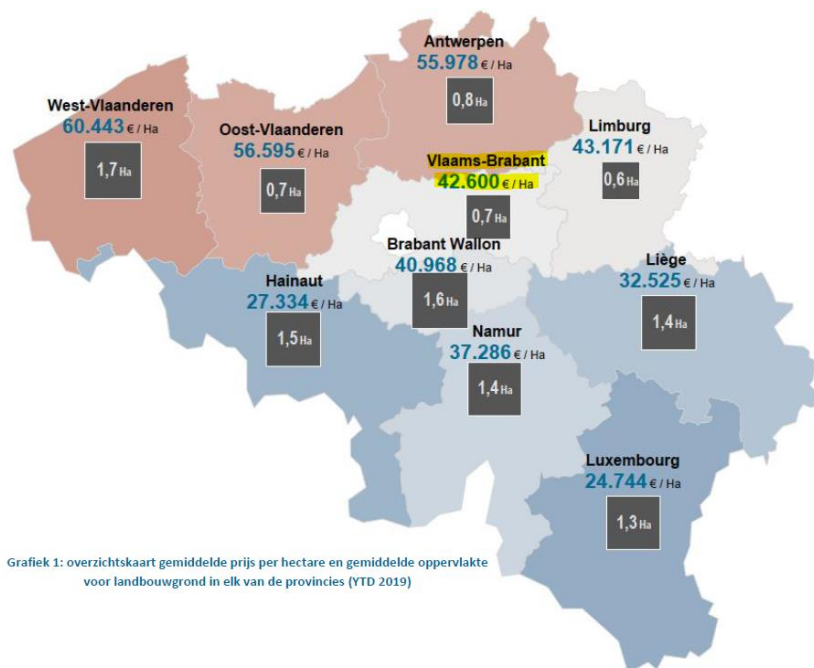 Antwerpen
55.978 € / Ha
0,8 Ha
West-Vlaanderen
60.443 € / Ha
1,7 Ha
Oost-Vlaanderen
56.595 € / Ha
0,7 Ha
Limburg
43.171 € / Ha
0,6 Ha
Vlaams-Brabant
42.600 € / Ha
0,7 Ha
Brabant Wallon
40.968 € / Ha
1,6 Ha
Hainaut
27.334 € / Ha
1,5 Ha
Liège
32.525 € / Ha
1,4 Ha
Namur
37.286 € / Ha
1,4 Ha
Luxembourg
24.744 € / Ha
1,3 Ha
Grafiek 1: overzichtskaart gemiddelde prijs per hectare en gemiddelde oppervlakte
voor landbouwgrond in elk van de provincies (YTD 2019)